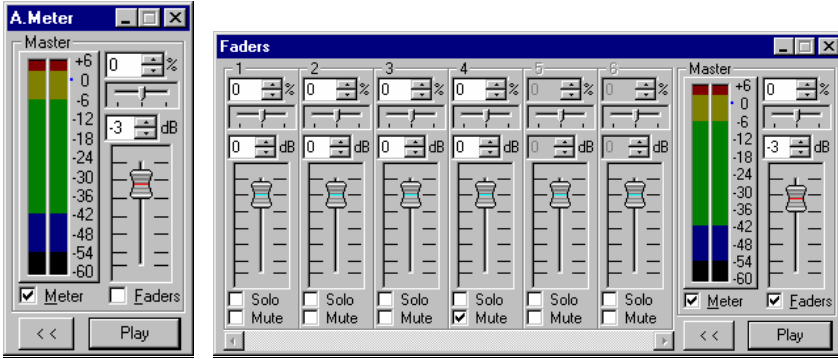 A.Meter
Master
+6
0
-6
-12
-18
-24
-30
-36
-42
-48
-54
-60
0 %
-3 dB
Meter Faders
<< Play
Faders
1 2 3 4 5 6 Master
0 % 0 % 0 % 0 % 0 % 0 % 0 %
0 dB 0 dB 0 dB 0 dB 0 dB 0 dB -3 dB
+6
0
-6
-12
-18
-24
-30
-36
-42
-48
-54
-60
Solo Solo Solo Solo Solo Solo
Mute Mute Mute Mute Mute Mute
Meter Faders
<< Play